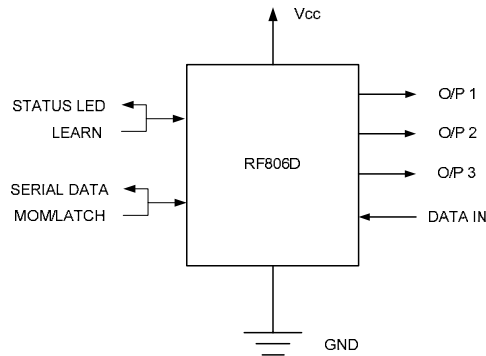 Vcc
STATUS LED
LEARN
SERIAL DATA
MOM/LATCH
RF806D
O/P 1
O/P 2
O/P 3
DATA IN
GND